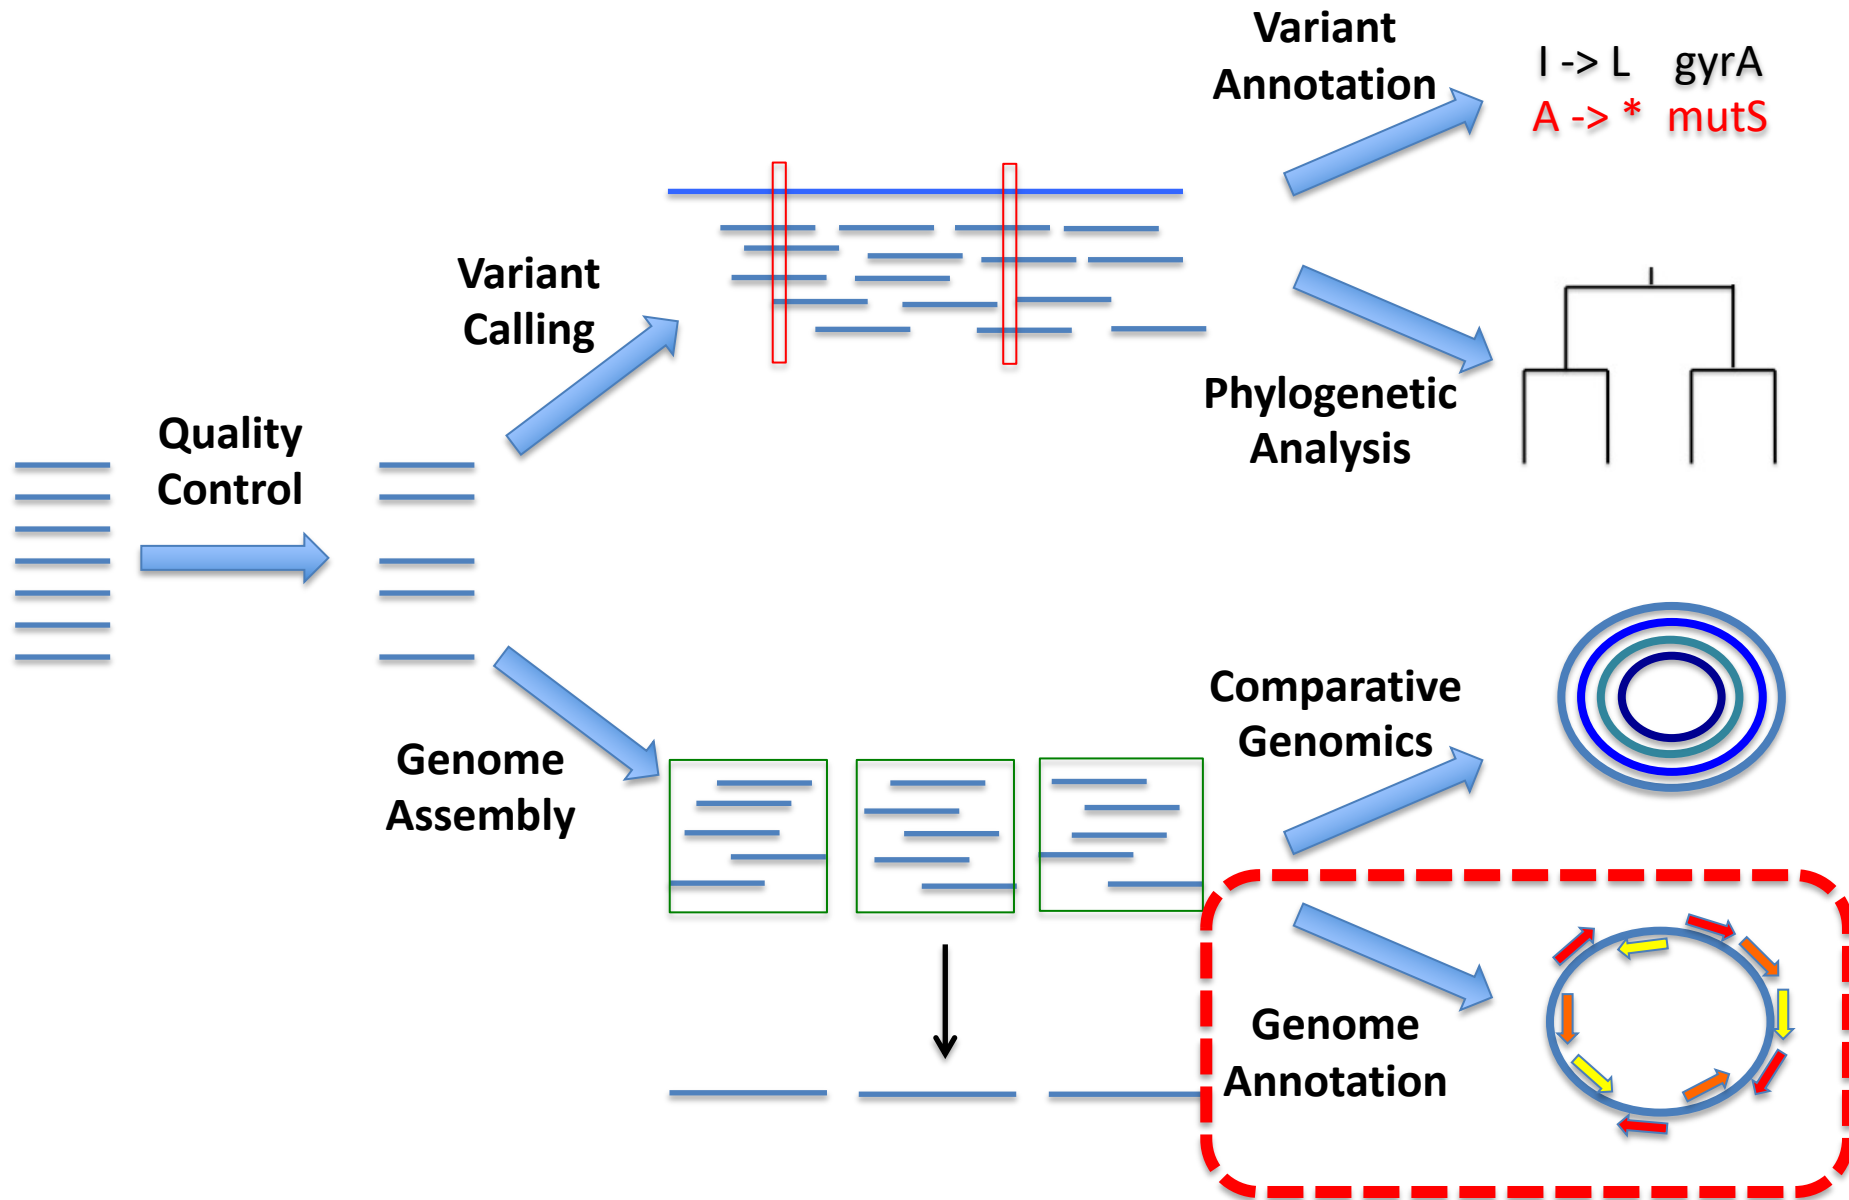 Variant
Annotation
I -> L gyrA
A -> * mutS
Variant
Calling
Phylogenetic
Analysis
Quality
Control
Comparative
Genomics
Genome
Assembly
Genome
Annotation